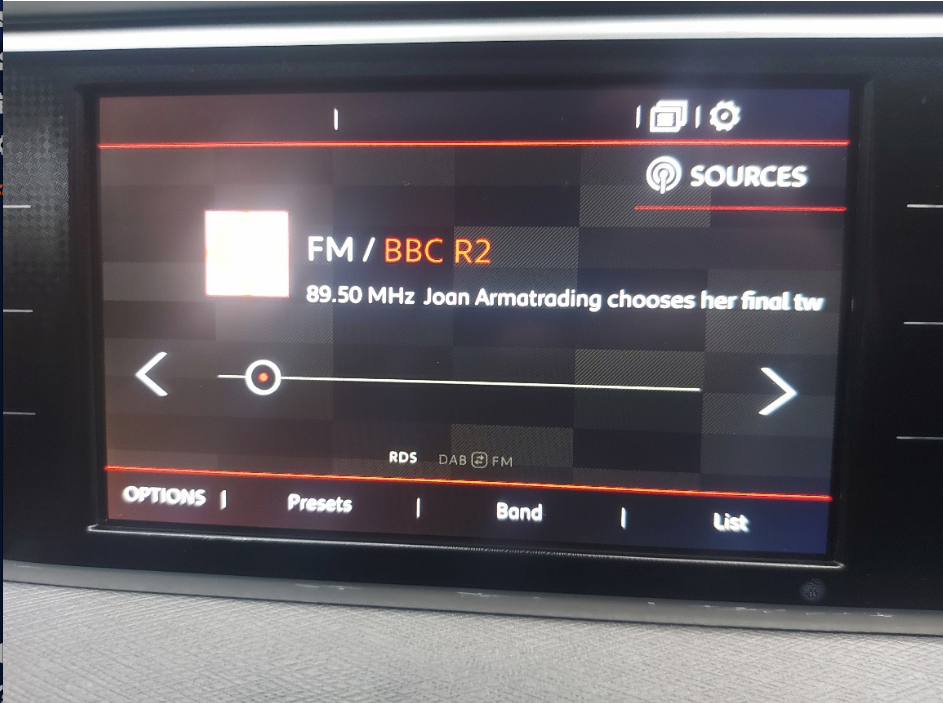 SOURCES
FM / BBC R2
89.50 MHz Joan Armatrading chooses her final tw
RDS DAB FM
OPTIONS Presets Band List